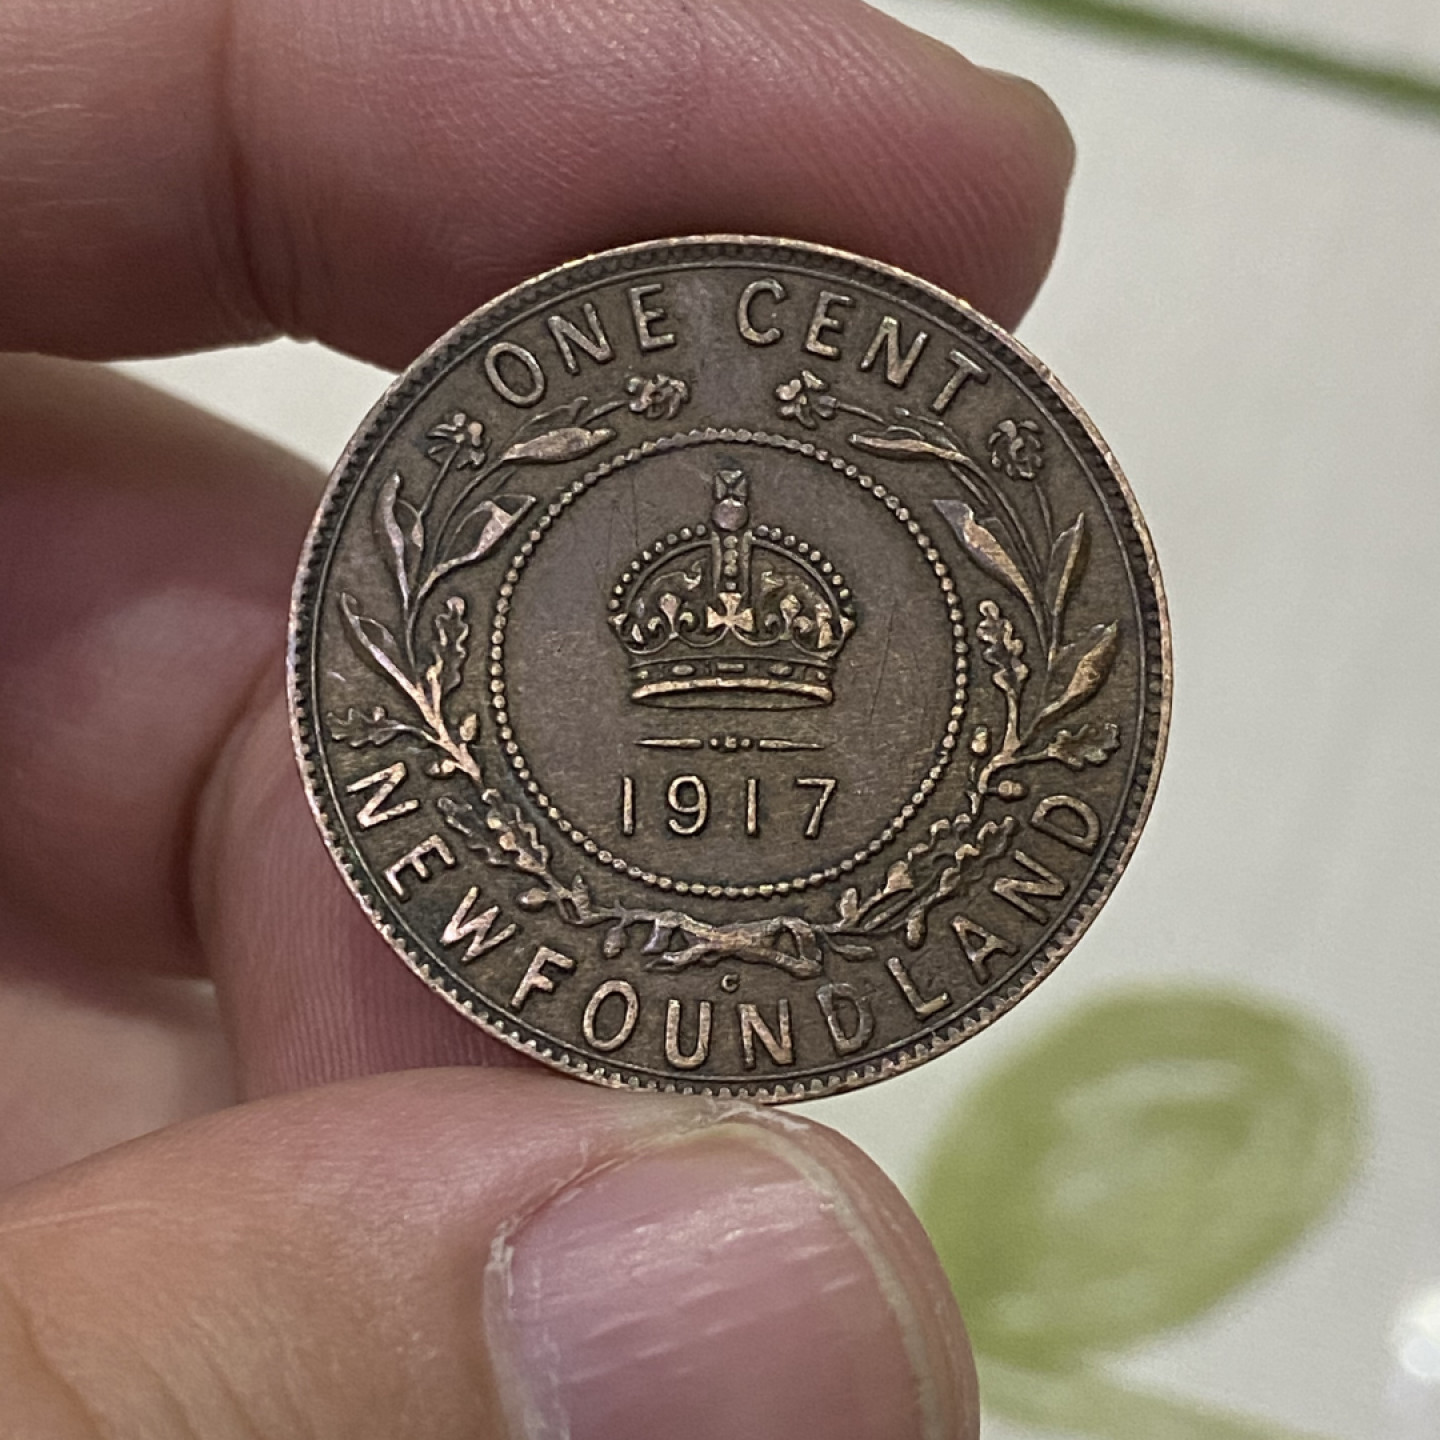 ONE CENT
1917
C
NEWFOUNDLAND